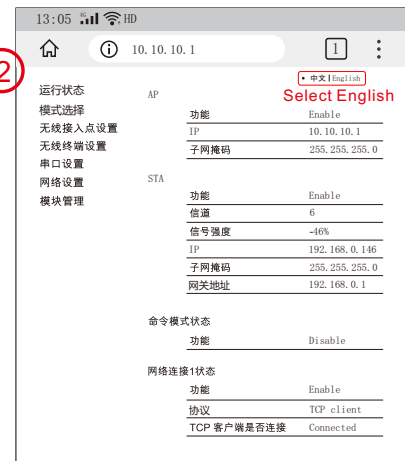 13:05 4G HD
10.10.10.1 1
2
• 中文|English
Select English
运行状态
模式选择
无线接入点设置
无线终端设置
串口设置
网络设置
模块管理
AP
功能 Enable
IP 10.10.10.1
子网掩码 255.255.255.0
STA
功能 Enable
信道 6
信号强度 -46%
IP 192.168.0.146
子网掩码 255.255.255.0
网关地址 192.168.0.1
命令模式状态
功能 Disable
网络连接1状态
功能 Enable
协议 TCP client
TCP 客户端是否连接 Connected